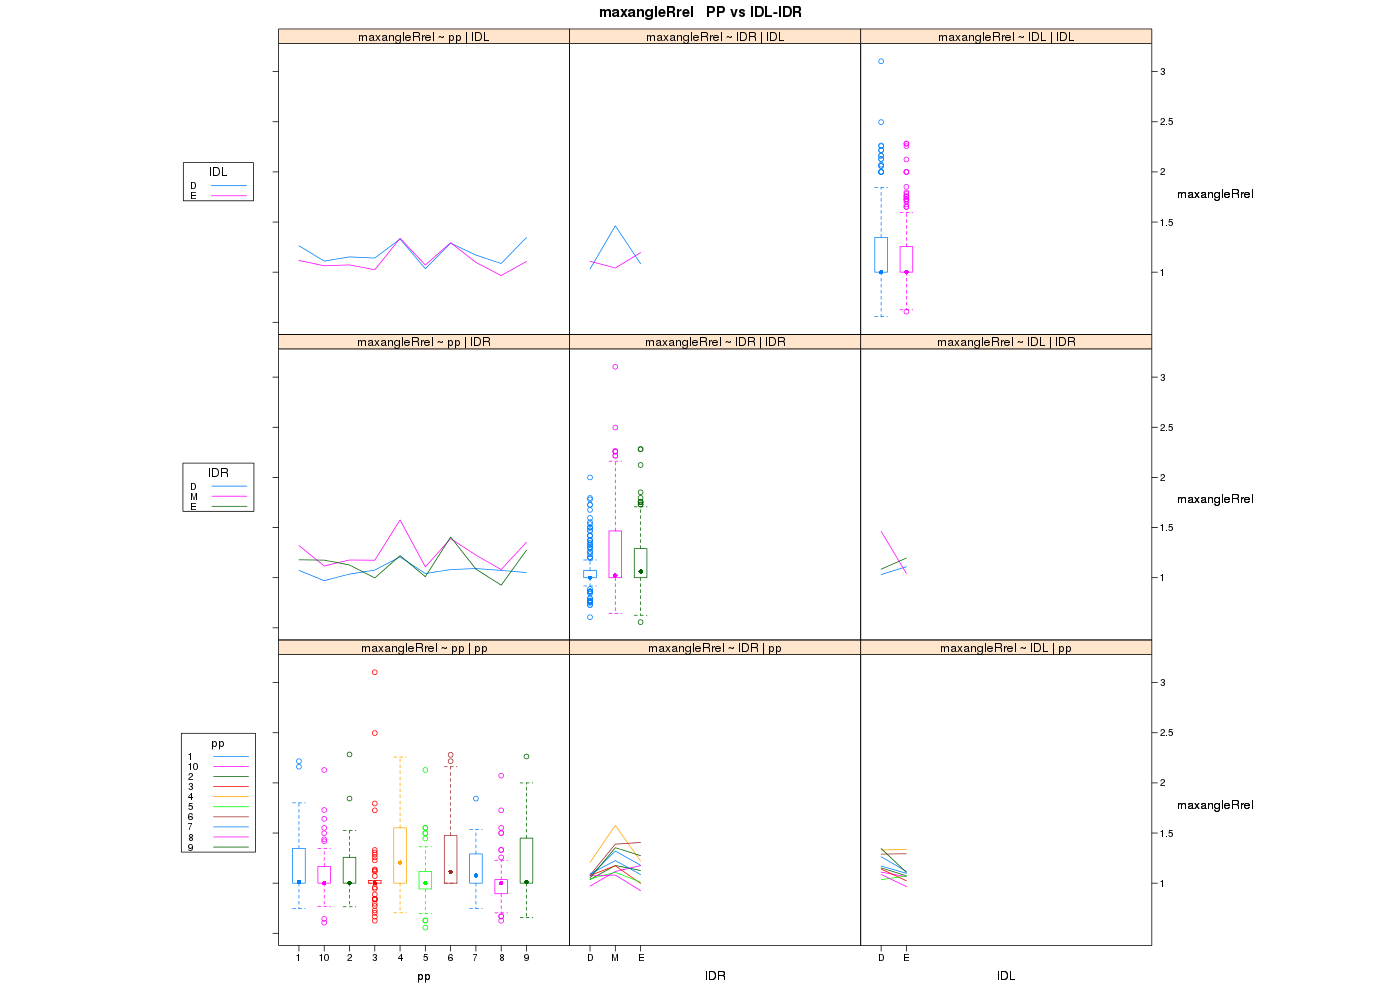 maxangleRrel   PP vs IDL-IDR
maxangleRrel ~ pp | IDL
maxangleRrel ~ IDR | IDL
maxangleRrel ~ IDL | IDL
3
2.5
2
1.5
1
maxangleRrel
IDL
D
E
maxangleRrel ~ pp | IDR
maxangleRrel ~ IDR | IDR
maxangleRrel ~ IDL | IDR
3
2.5
2
1.5
1
maxangleRrel
IDR
D
M
E
maxangleRrel ~ pp | pp
maxangleRrel ~ IDR | pp
maxangleRrel ~ IDL | pp
3
2.5
2
1.5
1
maxangleRrel
pp
1
10
2
3
4
5
6
7
8
9
1 10 2 3 4 5 6 7 8 9
D M E
D E
pp
IDR
IDL